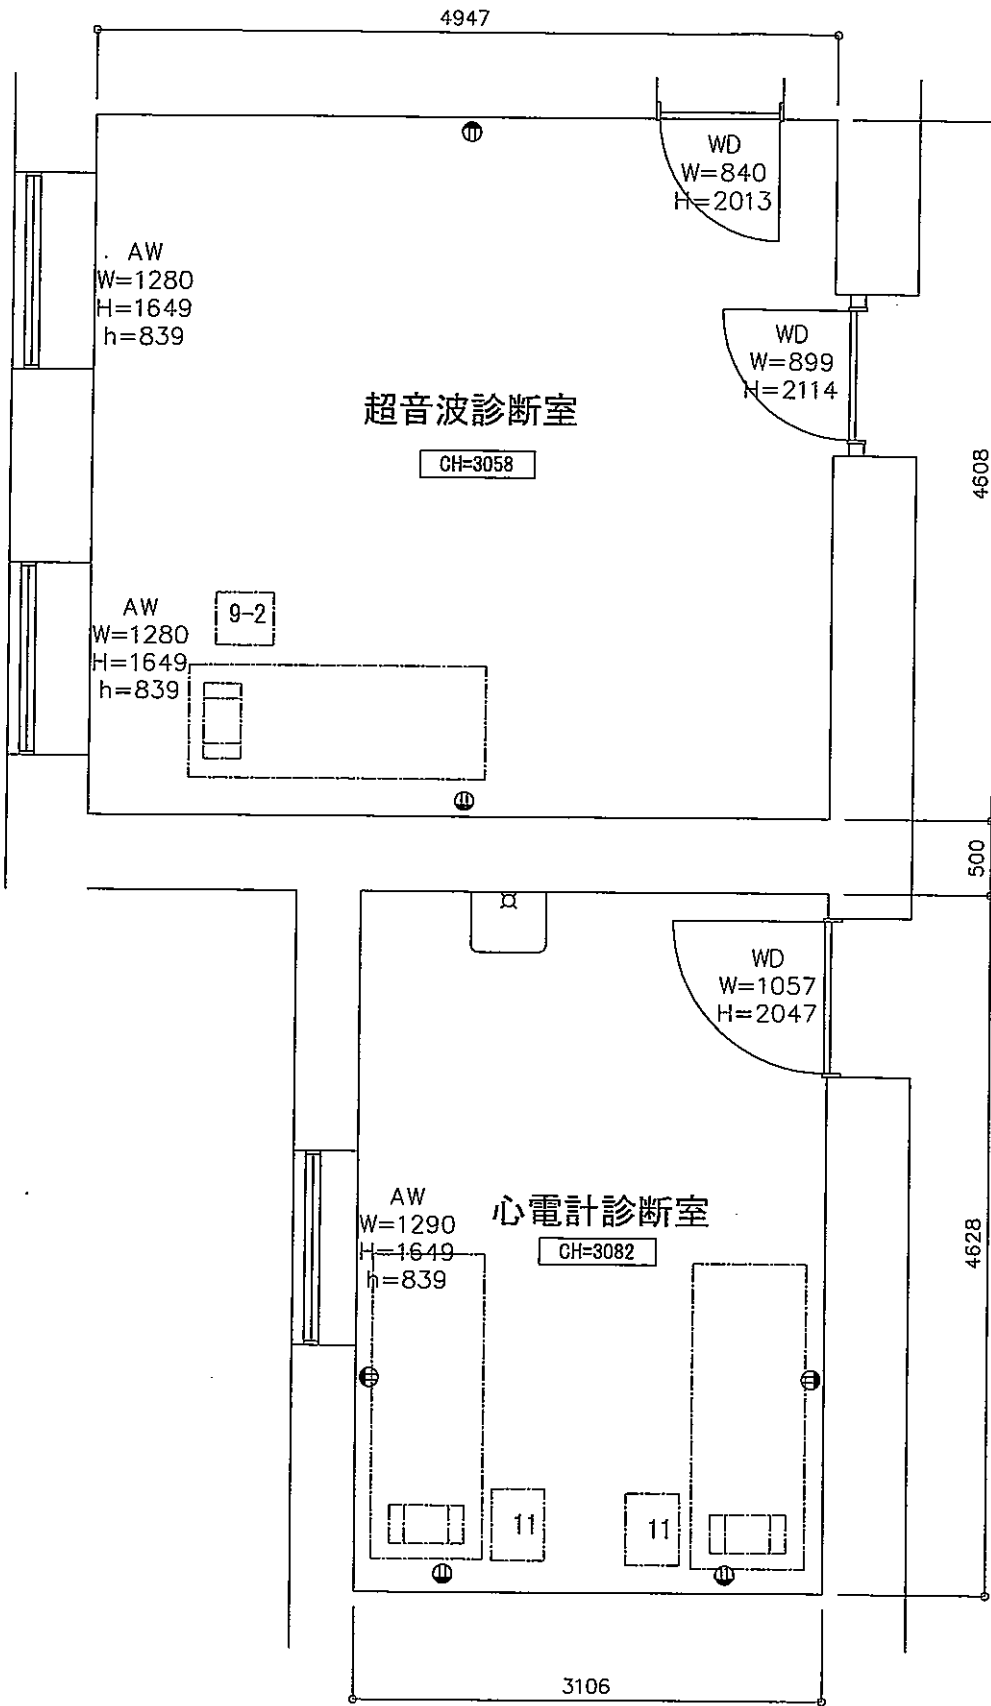 4947
WD
W=840
H=2013
AW
W=1280
H=1649
h=839
WD
W=899
H=2114
超音波診断室
CH=3058
4608
9-2
AW
W=1280
H=1649
h=839
500
WD
W=1057
H=2047
AW
W=1290
H=1649
h=839
心電計診断室
CH=3082
4628
11
11
3106